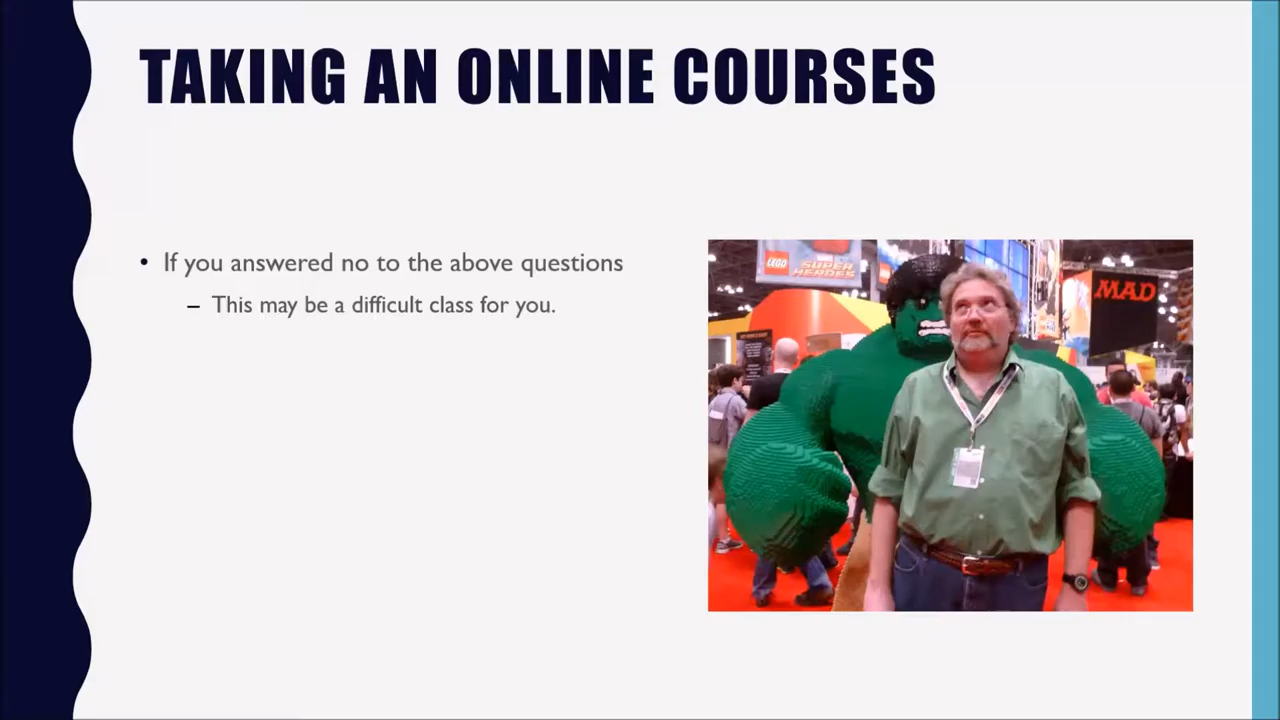 TAKING AN ONLINE COURSES
• If you answered no to the above questions
– This may be a difficult class for you.
LEGO
SUPER
HEROES
MAD